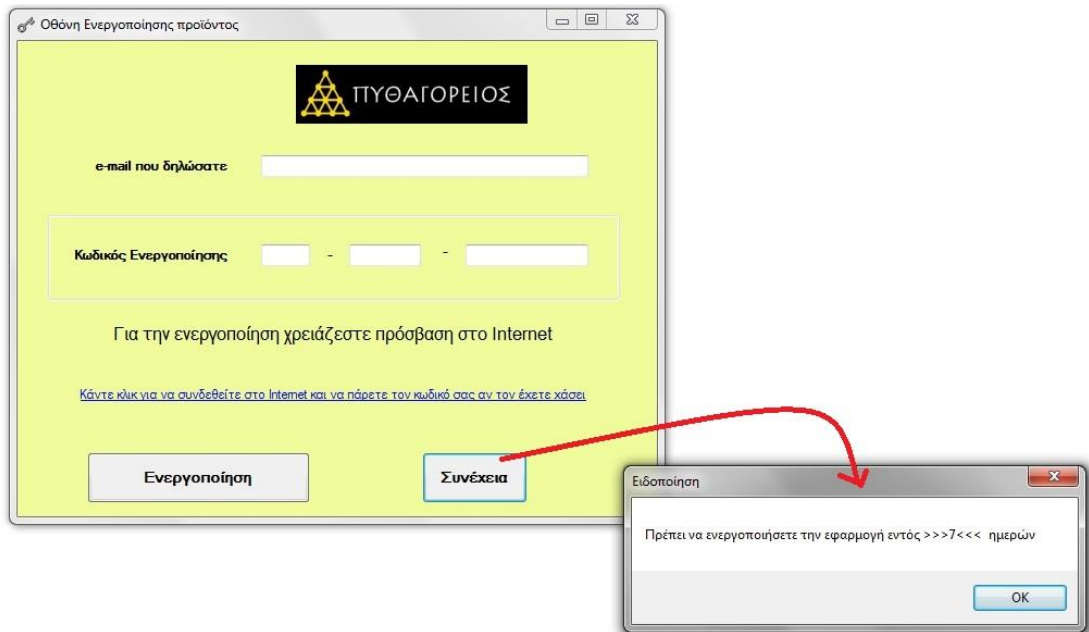 Οθόνη Ενεργοποίησης προϊόντος
ΠΥΘΑΓΟΡΕΙΟΣ
e-mail που δηλώσατε
Κωδικός Ενεργοποίησης - -
Για την ενεργοποίηση χρειάζεστε πρόσβαση στο Internet
Κάντε κλικ για να συνδεθείτε στο Internet και να πάρετε τον κωδικό σας αν τον έχετε χάσει
Ενεργοποίηση Συνέχεια
Ειδοποίηση
Πρέπει να ενεργοποιήσετε την εφαρμογή εντός >>>7<<< ημερών
OK